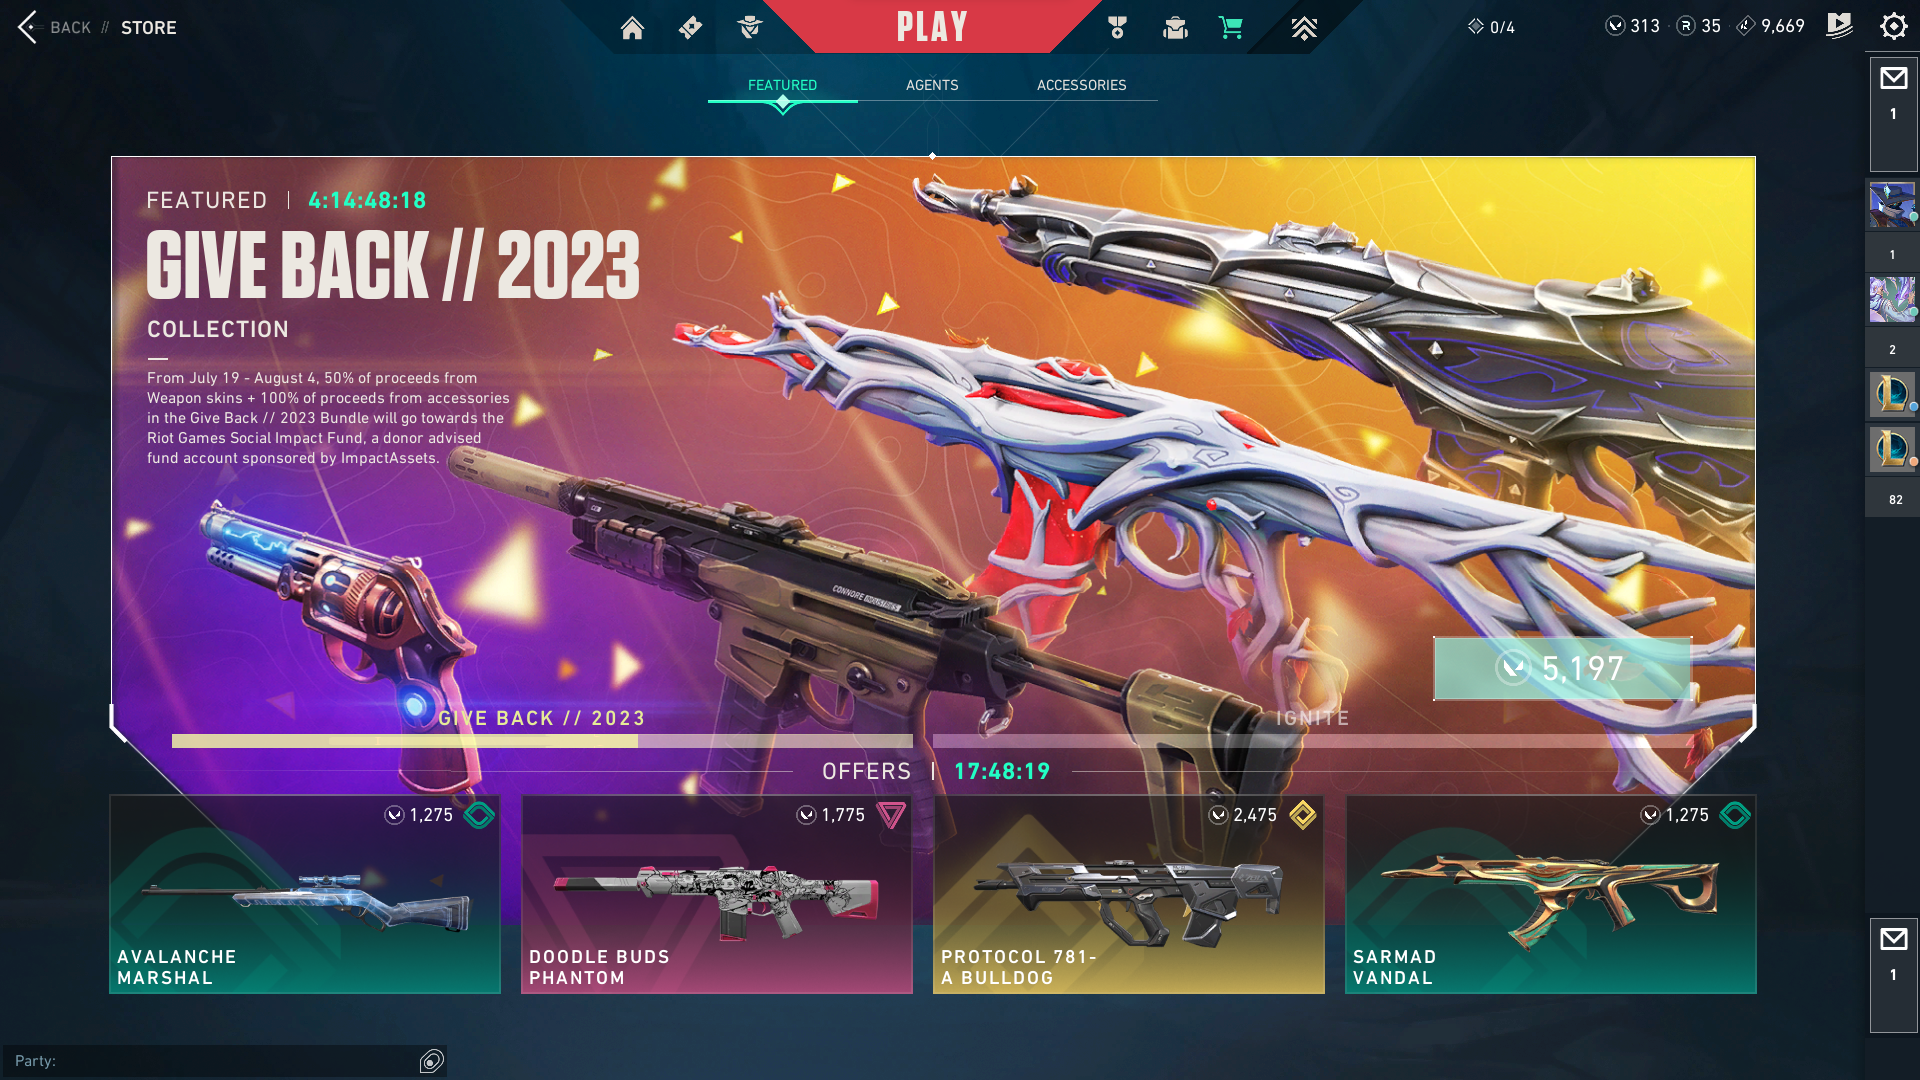 BACK // STORE
PLAY
0/4
313 35 9,669
FEATURED AGENTS ACCESSORIES
1
1
2
82
1
FEATURED | 4:14:48:18
GIVE BACK // 2023
COLLECTION
From July 19 - August 4, 50% of proceeds from
Weapon skins + 100% of proceeds from accessories
in the Give Back // 2023 Bundle will go towards the
Riot Games Social Impact Fund, a donor advised
fund account sponsored by ImpactAssets.
5,197
GIVE BACK // 2023
IGNITE
OFFERS | 17:48:19
1,275
AVALANCHE
MARSHAL
1,775
DOODLE BUDS
PHANTOM
2,475
PROTOCOL 781-
A BULLDOG
1,275
SARMAD
VANDAL
Party: